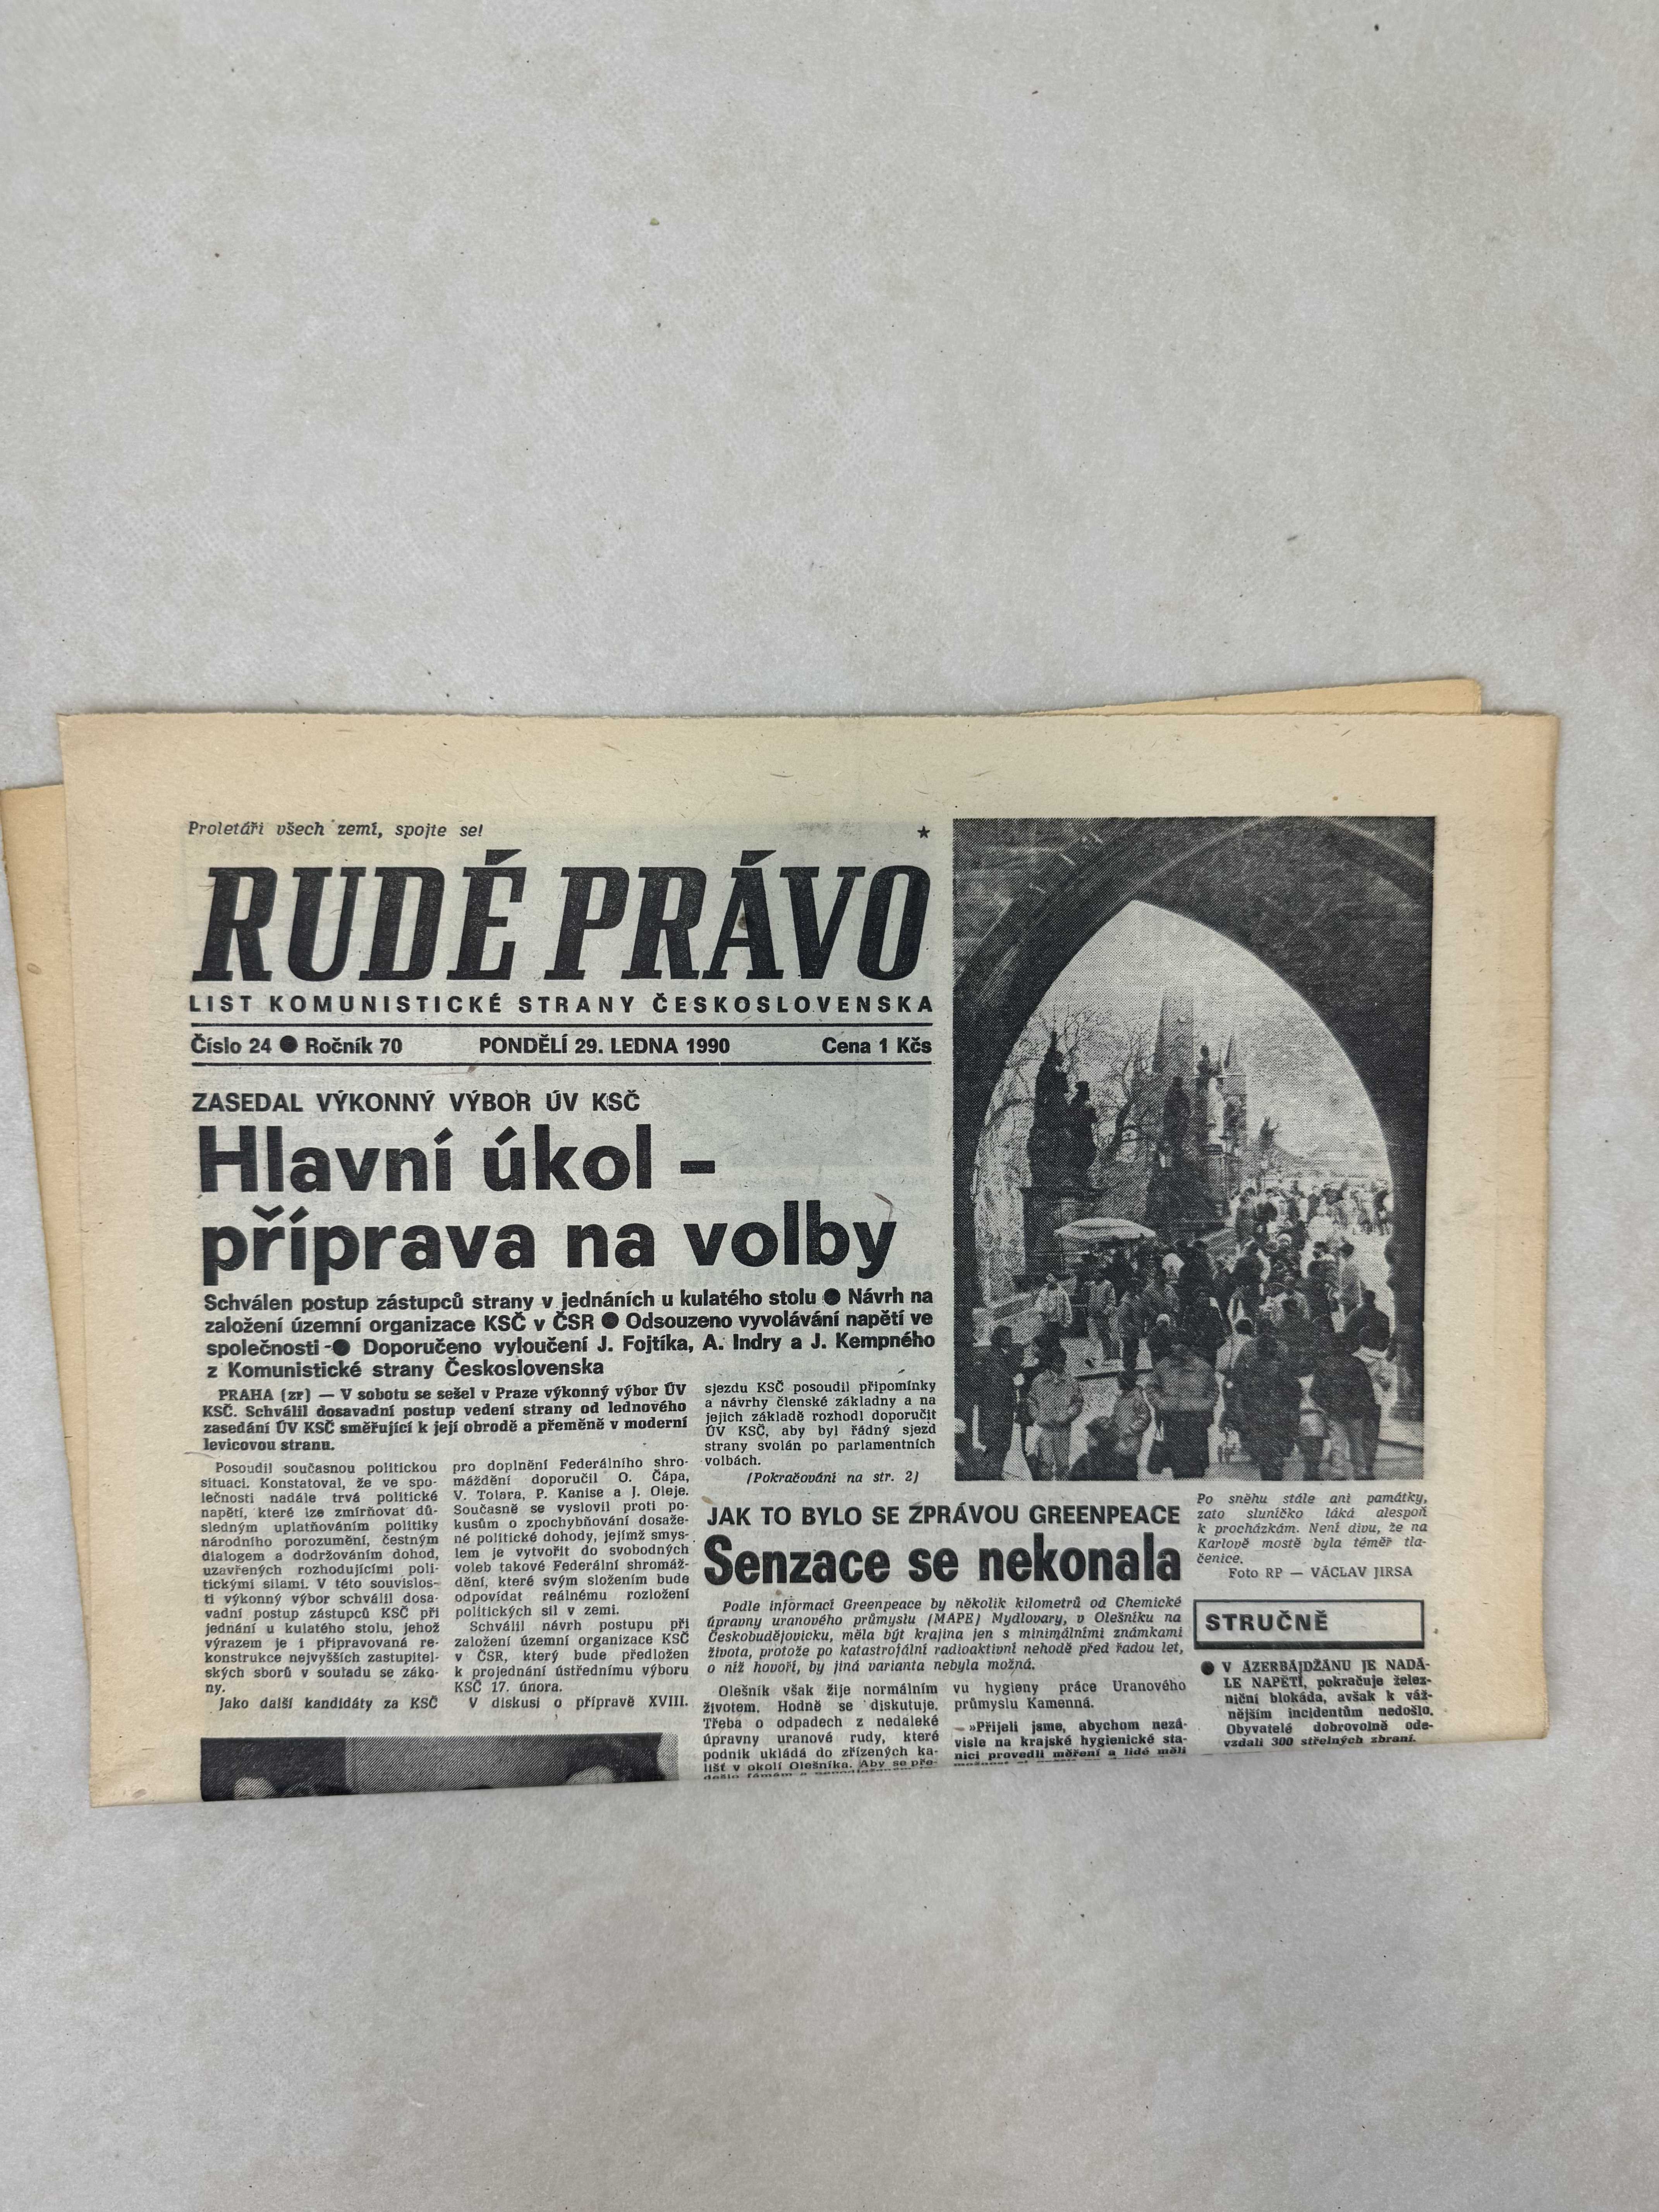 Proletáři všech zemí, spojte se!
RUDÉ PRÁVO
LIST KOMUNISTICKÉ STRANY ČESKOSLOVENSKA
Číslo 24 ● Ročník 70 PONDĚLÍ 29. LEDNA 1990 Cena 1 Kčs
ZASEDAL VÝKONNÝ VÝBOR ÚV KSČ
Hlavní úkol –
příprava na volby
Schválen postup zástupců strany v jednáních u kulatého stolu ● Návrh na
založení územní organizace KSČ v ČSR ● Odsouzeno vyvolávání napětí ve
společnosti ● Doporučeno vyloučení J. Fojtíka, A. Indry a J. Kempného
z Komunistické strany Československa
PRAHA (zr) — V sobotu se sešel v Praze výkonný výbor ÚV
KSČ. Schválil dosavadní postup vedení strany od lednového
zasedání ÚV KSČ směřující k její obrodě a přeměně v moderní
levicovou stranu.
Posoudil současnou politickou
situaci. Konstatoval, že ve spo-
lečnosti nadále trvá politické
napětí, které lze zmírňovat dů-
sledným uplatňováním politiky
národního porozumění, čestným
dialogem a dodržováním dohod,
uzavřených rozhodujícími poli-
tickými silami. V této souvislos-
ti výkonný výbor schválil dosa-
vadní postup zástupců KSČ při
jednání u kulatého stolu, jehož
výrazem je i připravovaná re-
konstrukce nejvyšších zastupitel-
ských sborů v souladu se záko-
ny.
Jako další kandidáty za KSČ
pro doplnění Federálního shro-
máždění doporučil O. Čápa,
V. Tolara, P. Kanise a J. Oleje.
Současně se vyslovil proti po-
kusům o zpochybňování dosaže-
né politické dohody, jejímž smys-
lem je vytvořit do svobodných
voleb takové Federální shromáž-
dění, které svým složením bude
odpovídat reálnému rozložení
politických sil v zemi.
Schválil návrh postupu při
založení územní organizace KSČ
v ČSR, který bude předložen
k projednání ústřednímu výboru
KSČ 17. února.
V diskusi o přípravě XVIII.
sjezdu KSČ posoudil připomínky
a návrhy členské základny a na
jejich základě rozhodl doporučit
ÚV KSČ, aby byl řádný sjezd
strany svolán po parlamentních
volbách.
(Pokračování na str. 2)
JAK TO BYLO SE ZPRÁVOU GREENPEACE
Senzace se nekonala
Podle informací Greenpeace by několik kilometrů od Chemické
úpravny uranového průmyslu (MAPE) Mydlovary, v Olešníku na
Českobudějovicku, měla být krajina jen s minimálními známkami
života, protože po katastrofální radioaktivní nehodě před řadou let,
o níž hovoří, by jiná varianta nebyla možná.
Olešník však žije normálním
životem. Hodně se diskutuje.
Třeba o odpadech z nedaleké
úpravny uranové rudy, které
podnik ukládá do zřízených ka-
lišť v okolí Olešníka. Aby se pře-
vu hygieny práce Uranového
průmyslu Kamenná.
— »Přijeli jsme, abychom nezá-
visle na krajské hygienické sta-
nici provedli měření a lidé měli
Po sněhu stále ani památky,
zato sluníčko láká alespoň
k procházkám. Není divu, že na
Karlově mostě byla téměř tla-
čenice.
Foto RP — VÁCLAV JIRSA
STRUČNĚ
● V ÁZERBÁJDŽÁNU JE NADÁ-
LE NAPĚTÍ, pokračuje želez-
niční blokáda, avšak k váž-
nějším incidentům nedošlo.
Obyvatelé dobrovolně ode-
vzdali 300 střelných zbraní.